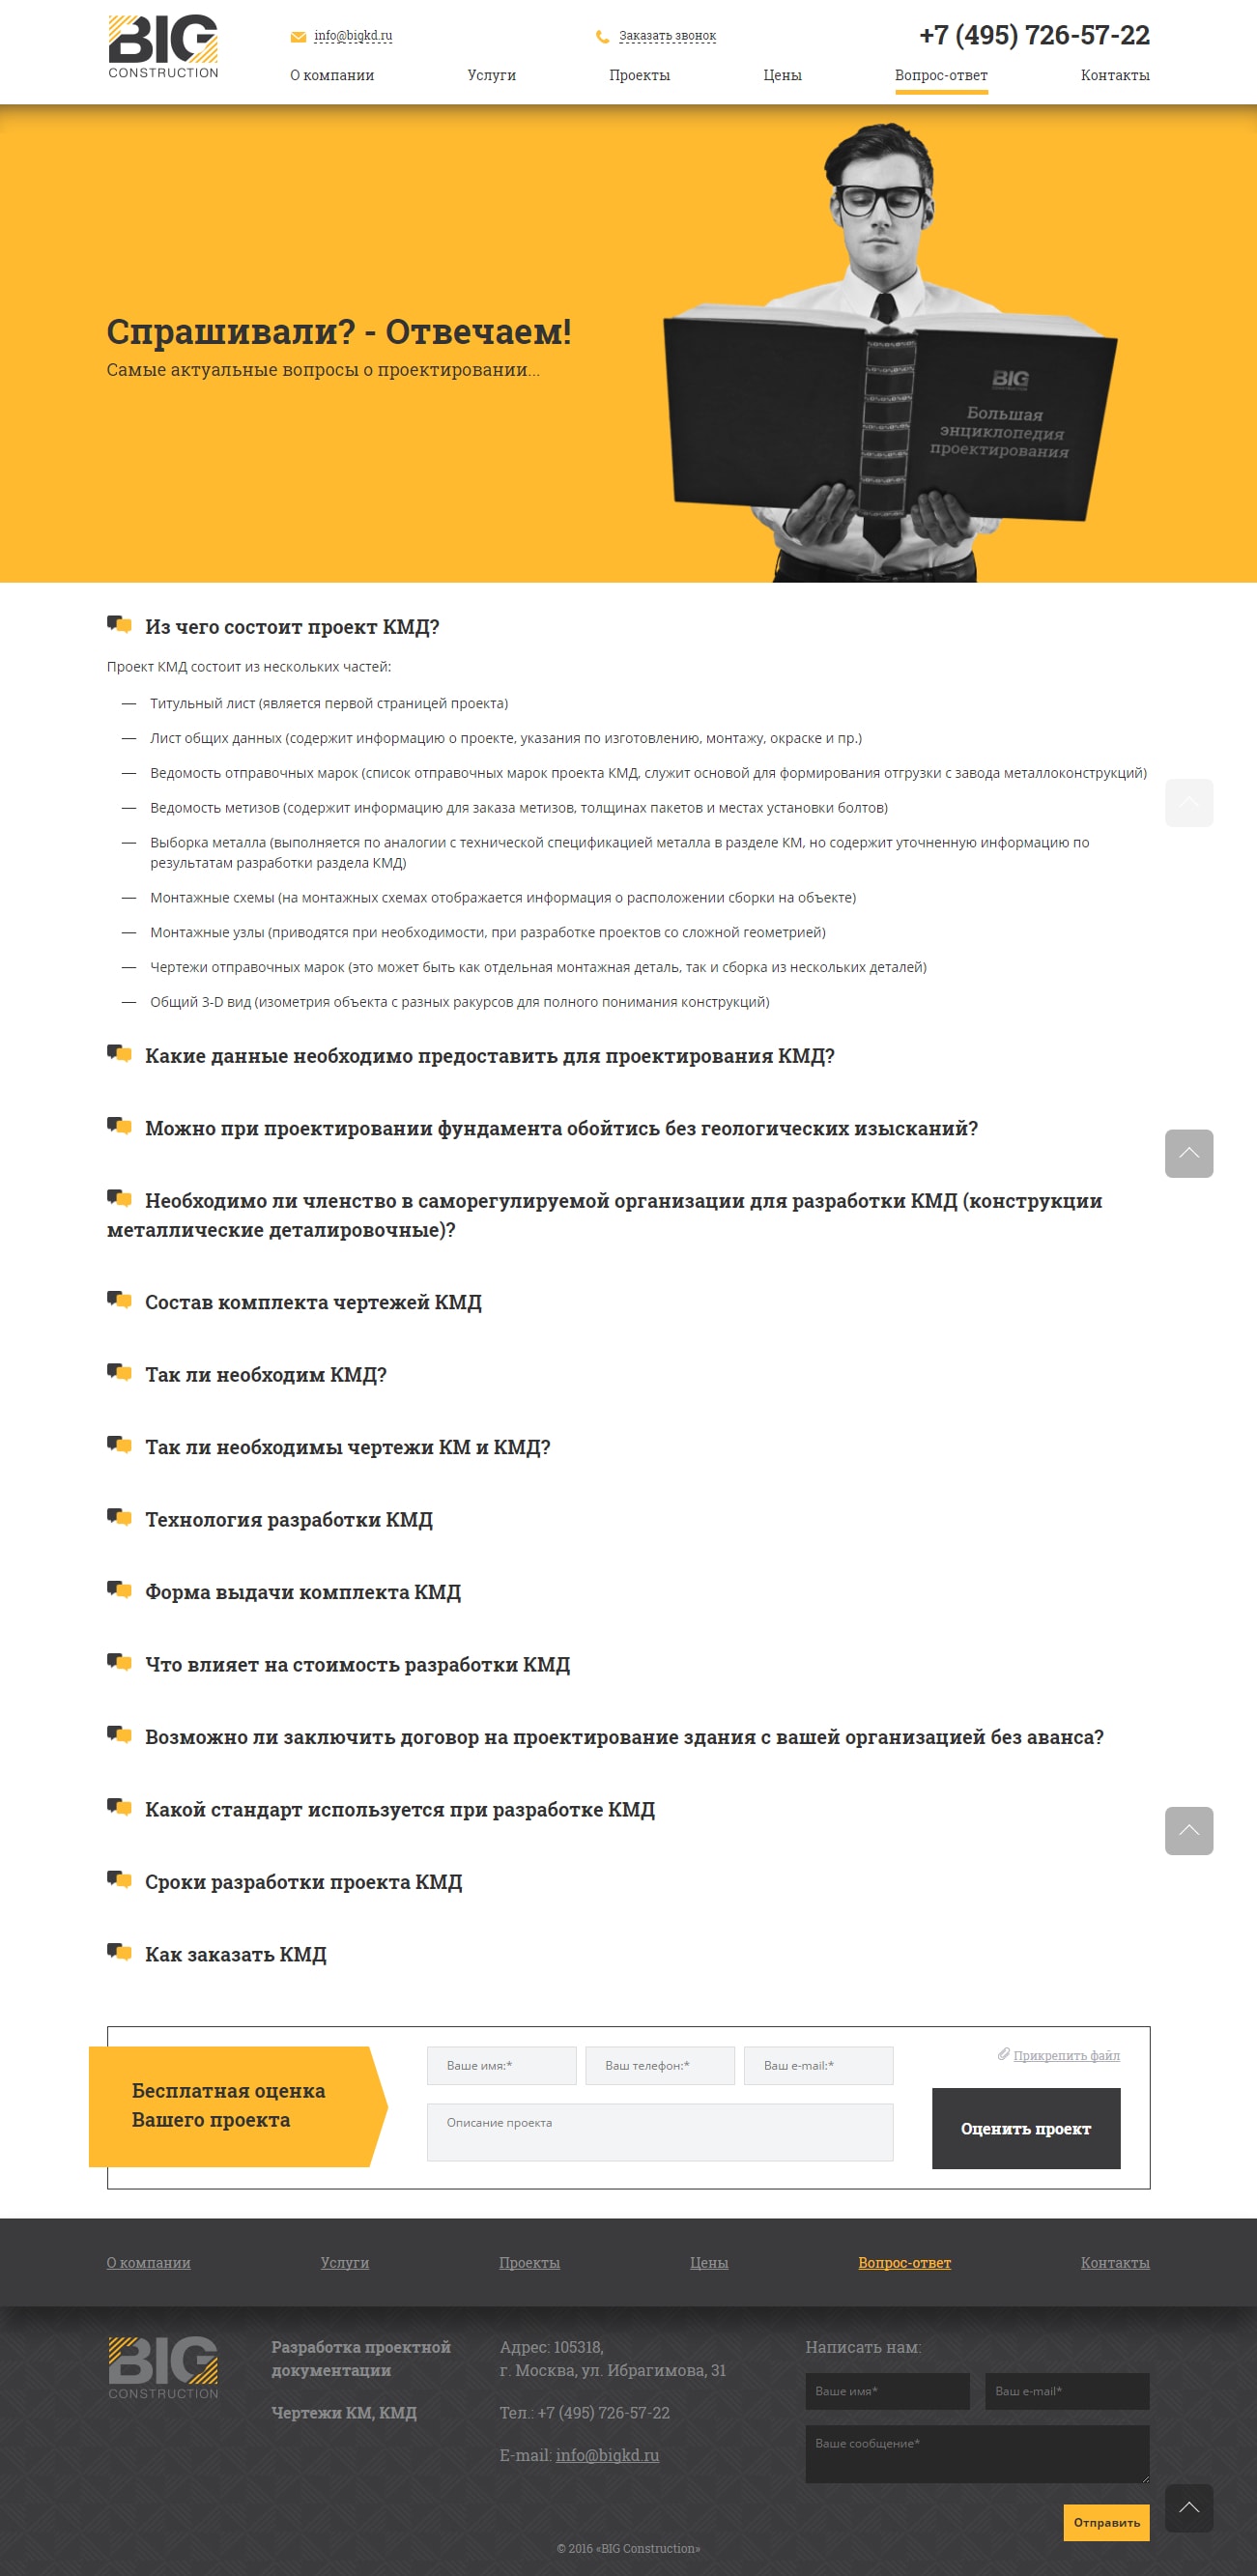 BIG
CONSTRUCTION
info@bigkd.ru
Заказать звонок
+7 (495) 726-57-22
О компании
Услуги
Проекты
Цены
Вопрос-ответ
Контакты
Спрашивали? - Отвечаем!
Самые актуальные вопросы о проектировании...
BIG
Большая
энциклопедия
проектирования
Из чего состоит проект КМД?
Проект КМД состоит из нескольких частей:
— Титульный лист (является первой страницей проекта)
— Лист общих данных (содержит информацию о проекте, указания по изготовлению, монтажу, окраске и пр.)
— Ведомость отправочных марок (список отправочных марок проекта КМД, служит основой для формирования отгрузки с завода металлоконструкций)
— Ведомость метизов (содержит информацию для заказа метизов, толщинах пакетов и местах установки болтов)
— Выборка металла (выполняется по аналогии с технической спецификацией металла в разделе КМ, но содержит уточненную информацию по
результатам разработки раздела КМД)
— Монтажные схемы (на монтажных схемах отображается информация о расположении сборки на объекте)
— Монтажные узлы (приводятся при необходимости, при разработке проектов со сложной геометрией)
— Чертежи отправочных марок (это может быть как отдельная монтажная деталь, так и сборка из нескольких деталей)
— Общий 3-D вид (изометрия объекта с разных ракурсов для полного понимания конструкций)
Какие данные необходимо предоставить для проектирования КМД?
Можно при проектировании фундамента обойтись без геологических изысканий?
Необходимо ли членство в саморегулируемой организации для разработки КМД (конструкции
металлические деталировочные)?
Состав комплекта чертежей КМД
Так ли необходим КМД?
Так ли необходимы чертежи КМ и КМД?
Технология разработки КМД
Форма выдачи комплекта КМД
Что влияет на стоимость разработки КМД
Возможно ли заключить договор на проектирование здания с вашей организацией без аванса?
Какой стандарт используется при разработке КМД
Сроки разработки проекта КМД
Как заказать КМД
Бесплатная оценка
Вашего проекта
Ваше имя:*
Ваш телефон:*
Ваш e-mail:*
Описание проекта
Прикрепить файл
Оценить проект
О компании
Услуги
Проекты
Цены
Вопрос-ответ
Контакты
BIG
CONSTRUCTION
Разработка проектной
документации
Чертежи КМ, КМД
Адрес: 105318,
г. Москва, ул. Ибрагимова, 31
Тел.: +7 (495) 726-57-22
E-mail: info@bigkd.ru
Написать нам:
Ваше имя*
Ваш e-mail*
Ваше сообщение*
Отправить
© 2016 «BIG Construction»